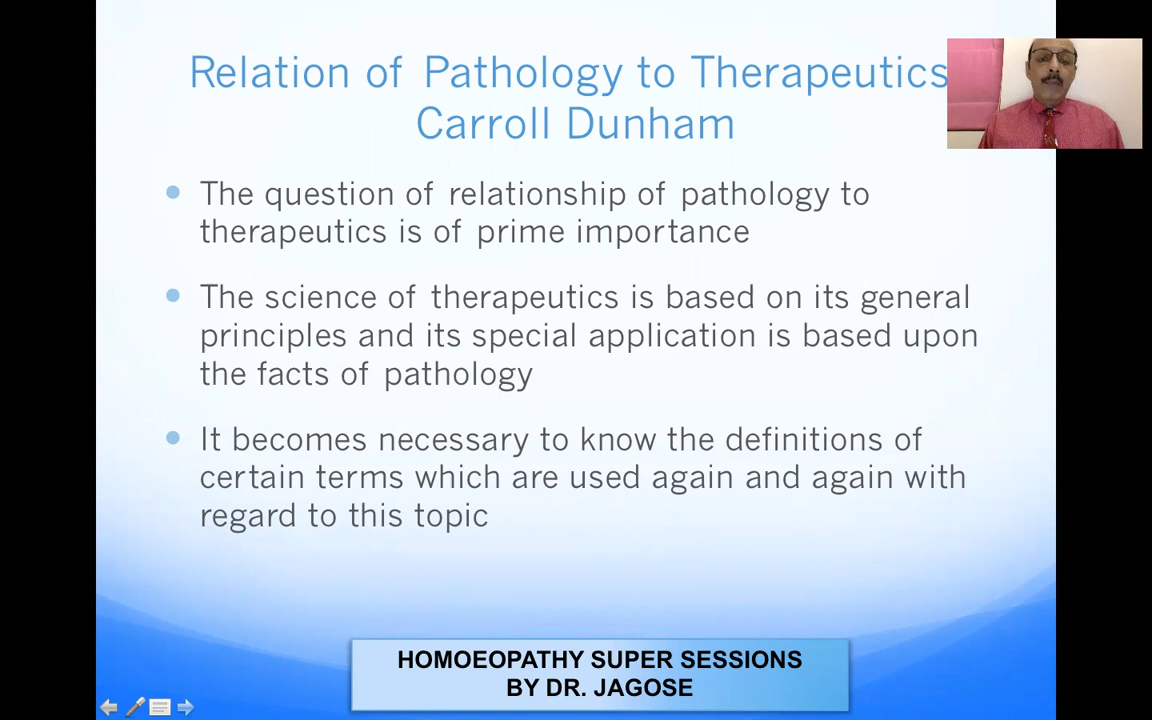 Relation of Pathology to Therapeutics
Carroll Dunham
The question of relationship of pathology to
therapeutics is of prime importance
The science of therapeutics is based on its general
principles and its special application is based upon
the facts of pathology
It becomes necessary to know the definitions of
certain terms which are used again and again with
regard to this topic
HOMOEOPATHY SUPER SESSIONS
BY DR. JAGOSE